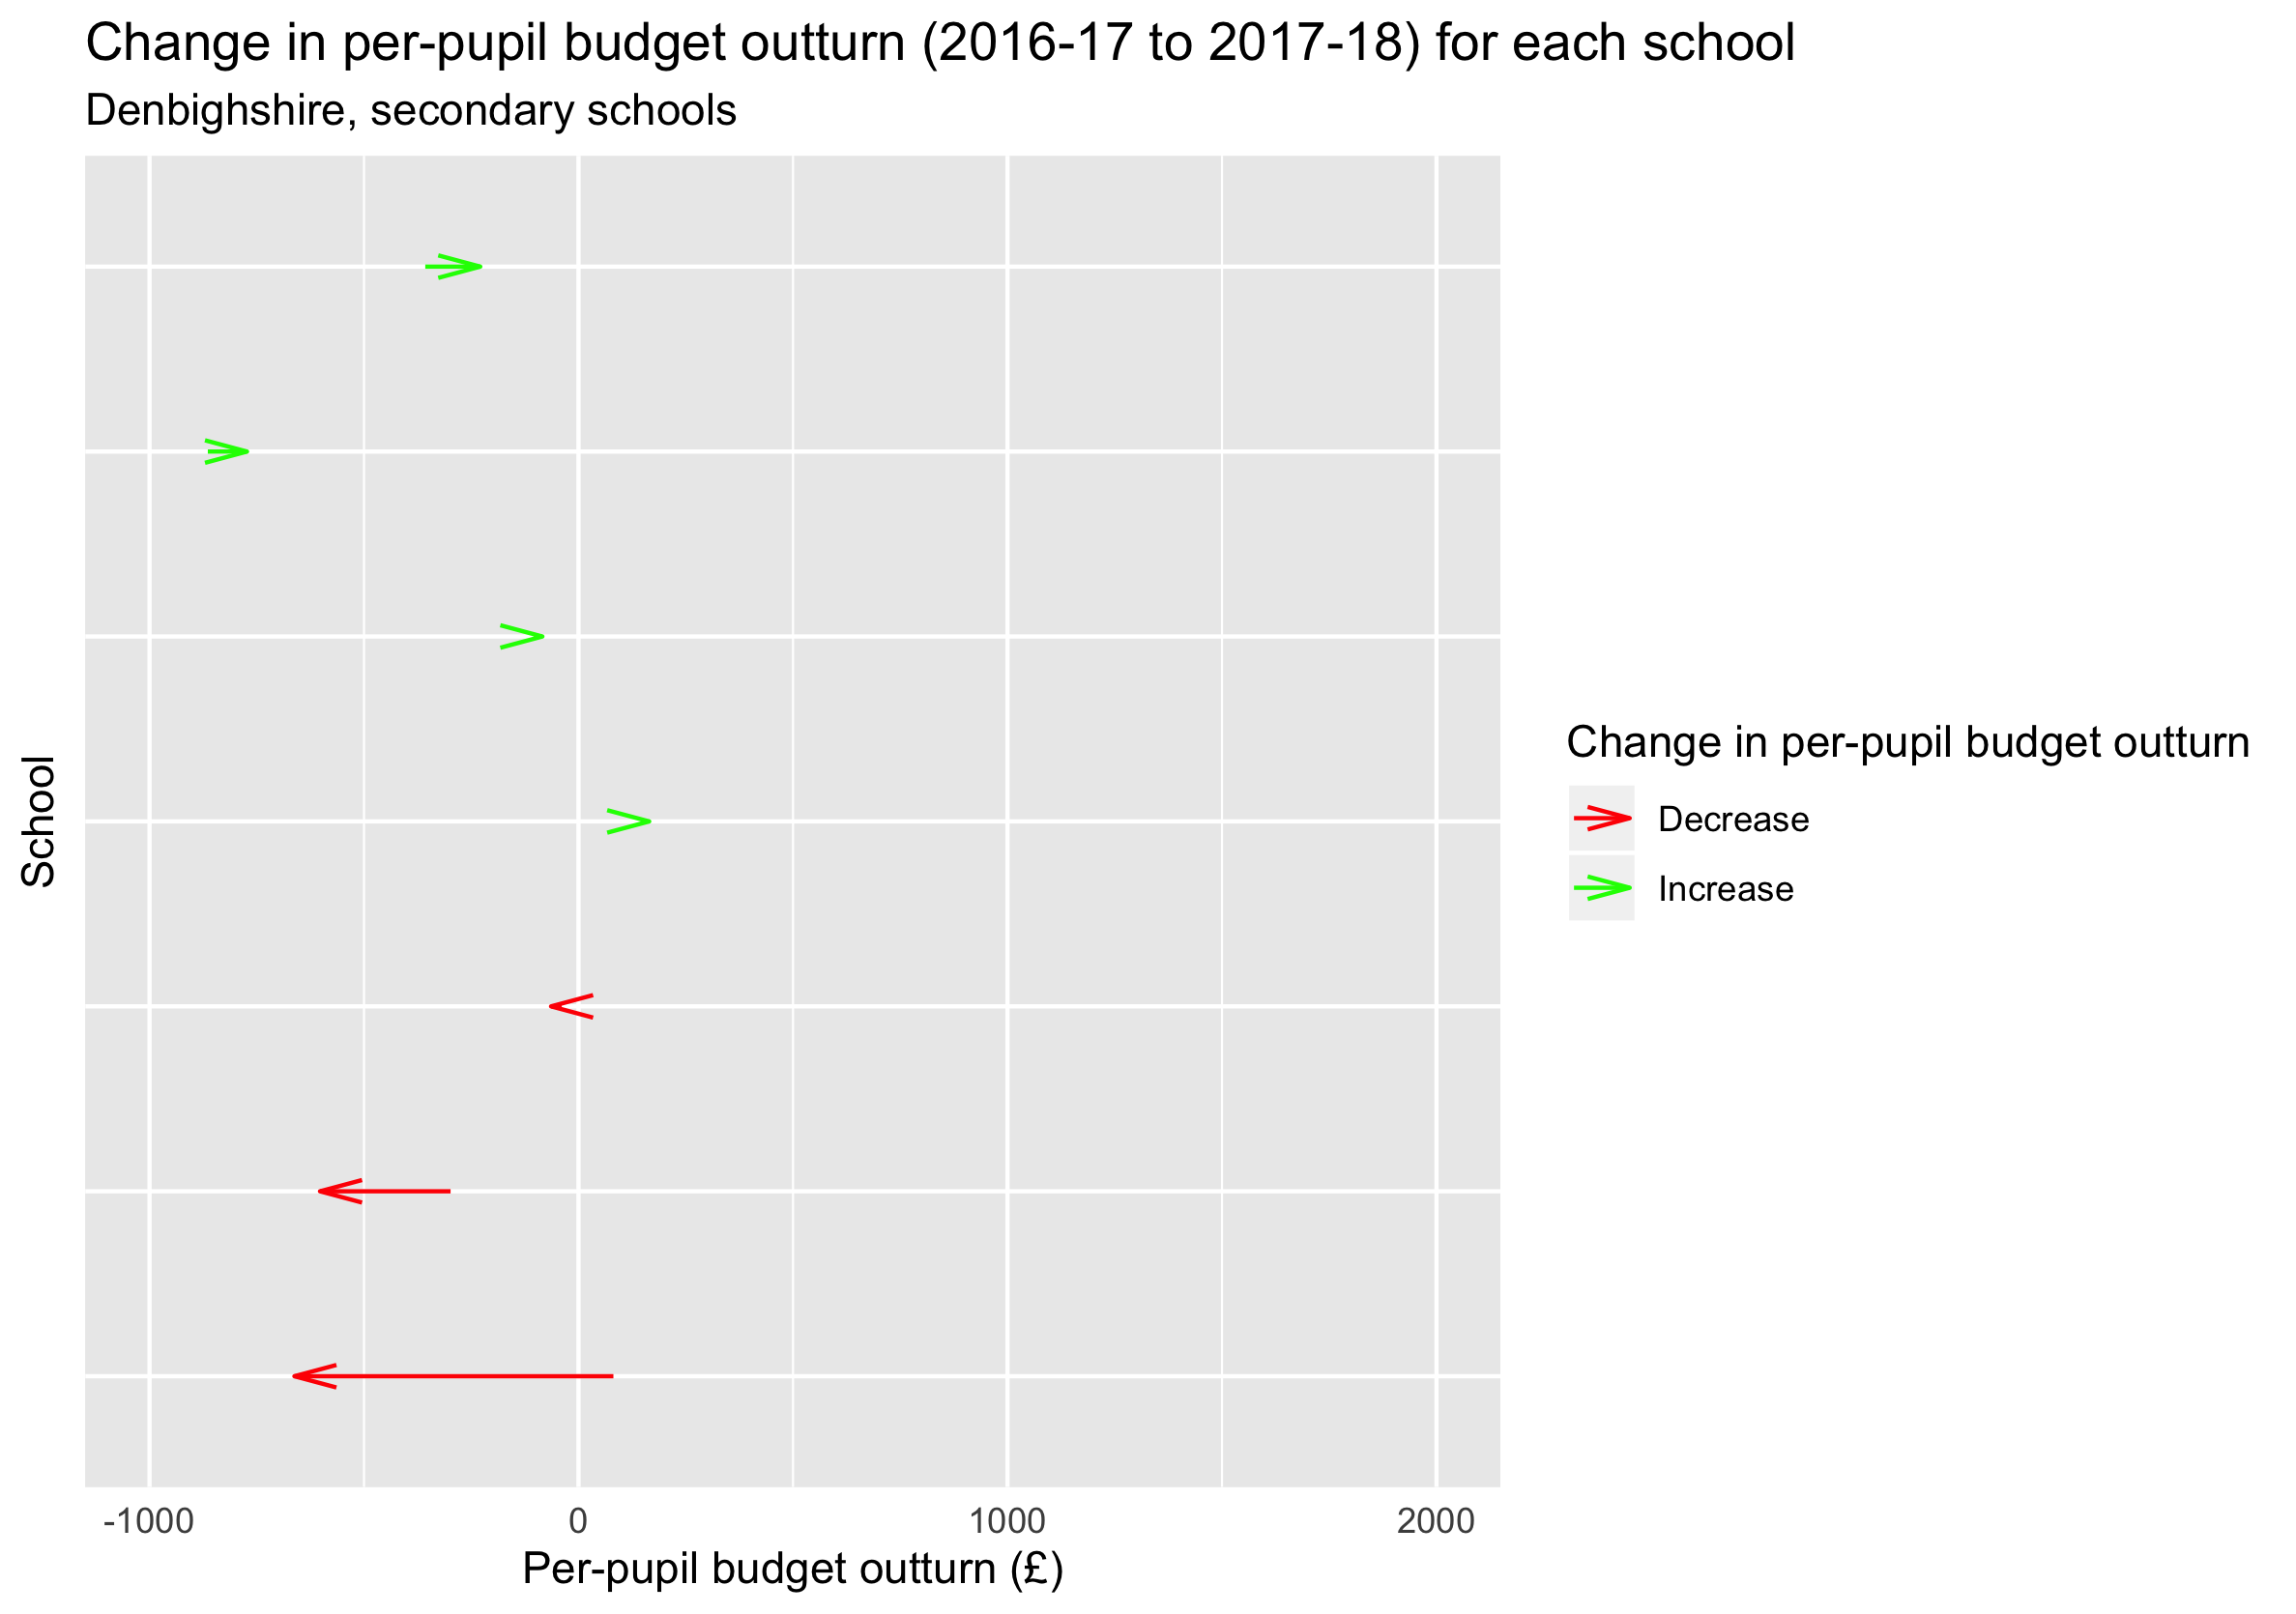 Change in per-pupil budget outturn (2016-17 to 2017-18) for each school
Denbighshire, secondary schools
School
Change in per-pupil budget outturn
Decrease
Increase
-1000 0 1000 2000
Per-pupil budget outturn (£)